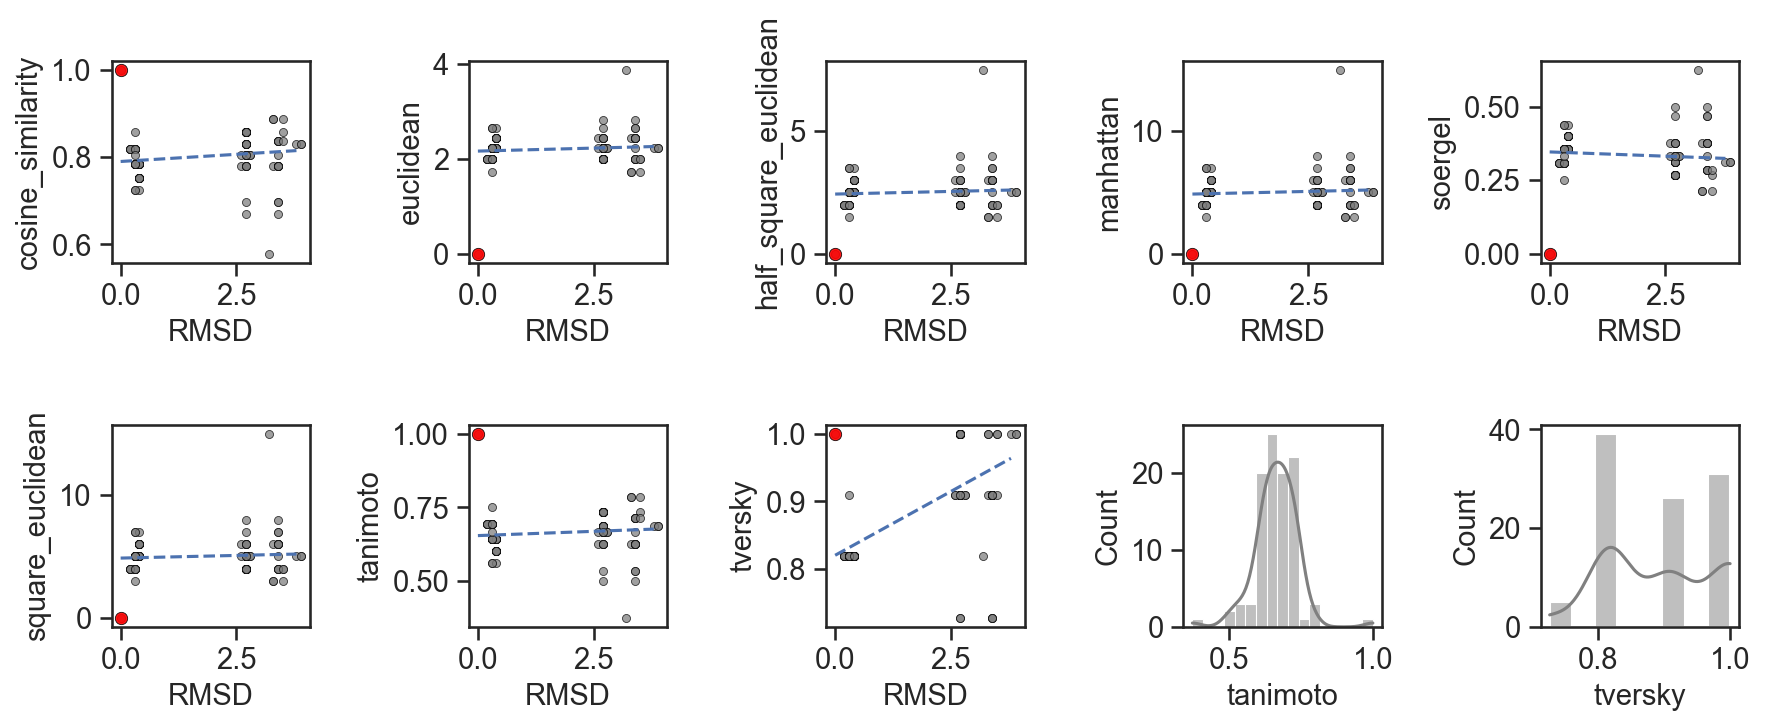 cosine_similarity
1.0
0.8
0.6
0.0
2.5
RMSD
euclidean
4
2
0
0.0
2.5
RMSD
half_square_euclidean
5
0
0.0
2.5
RMSD
manhattan
10
0
0.0
2.5
RMSD
soergel
0.50
0.25
0.00
0.0
2.5
RMSD
square_euclidean
10
0
0.0
2.5
RMSD
tanimoto
1.00
0.75
0.50
0.0
2.5
RMSD
tversky
1.0
0.9
0.8
0.0
2.5
RMSD
Count
20
10
0
0.5
1.0
tanimoto
Count
40
20
0
0.8
1.0
tversky